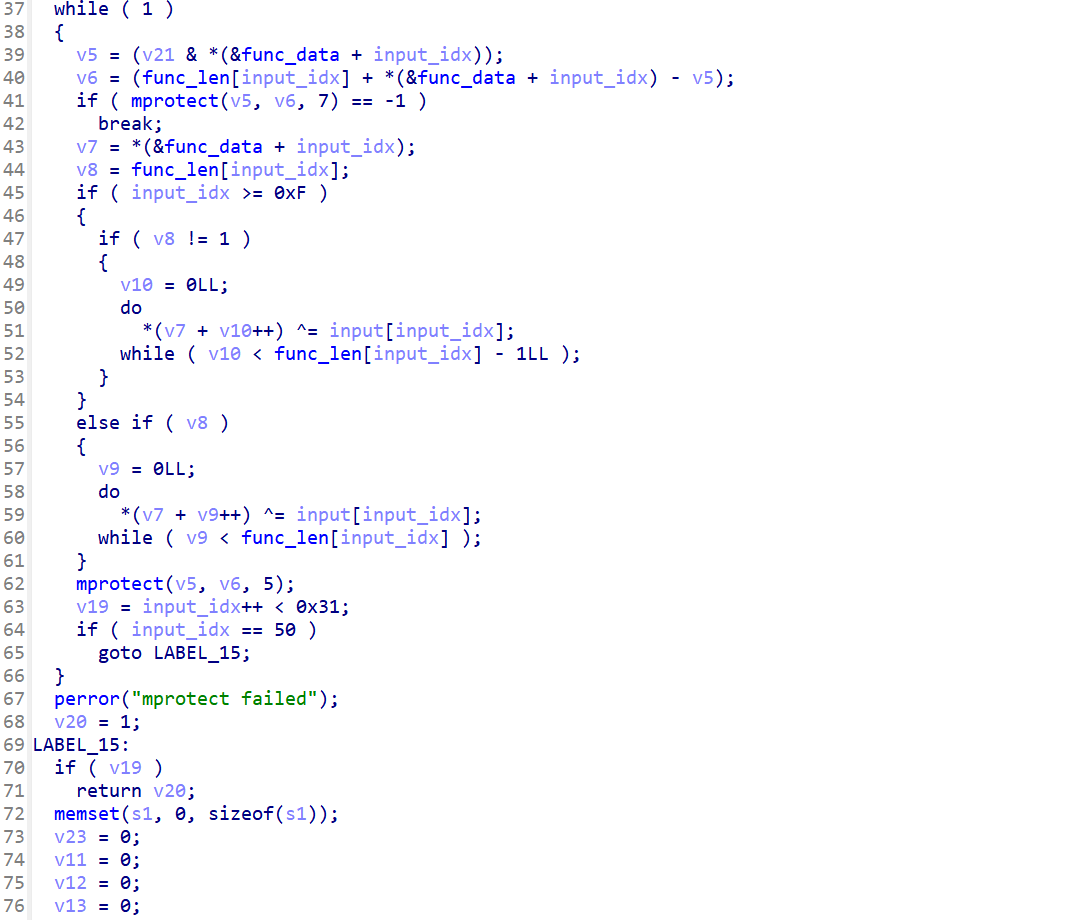 37 while ( 1 )
38 {
39 v5 = (v21 & *(&func_data + input_idx));
40 v6 = (func_len[input_idx] + *(&func_data + input_idx) - v5);
41 if ( mprotect(v5, v6, 7) == -1 )
42 break;
43 v7 = *(&func_data + input_idx);
44 v8 = func_len[input_idx];
45 if ( input_idx >= 0xF )
46 {
47 if ( v8 != 1 )
48 {
49 v10 = 0LL;
50 do
51 *(v7 + v10++) ^= input[input_idx];
52 while ( v10 < func_len[input_idx] - 1LL );
53 }
54 }
55 else if ( v8 )
56 {
57 v9 = 0LL;
58 do
59 *(v7 + v9++) ^= input[input_idx];
60 while ( v9 < func_len[input_idx] );
61 }
62 mprotect(v5, v6, 5);
63 v19 = input_idx++ < 0x31;
64 if ( input_idx == 50 )
65 goto LABEL_15;
66 }
67 perror("mprotect failed");
68 v20 = 1;
69 LABEL_15:
70 if ( v19 )
71 return v20;
72 memset(s1, 0, sizeof(s1));
73 v23 = 0;
74 v11 = 0;
75 v12 = 0;
76 v13 = 0;